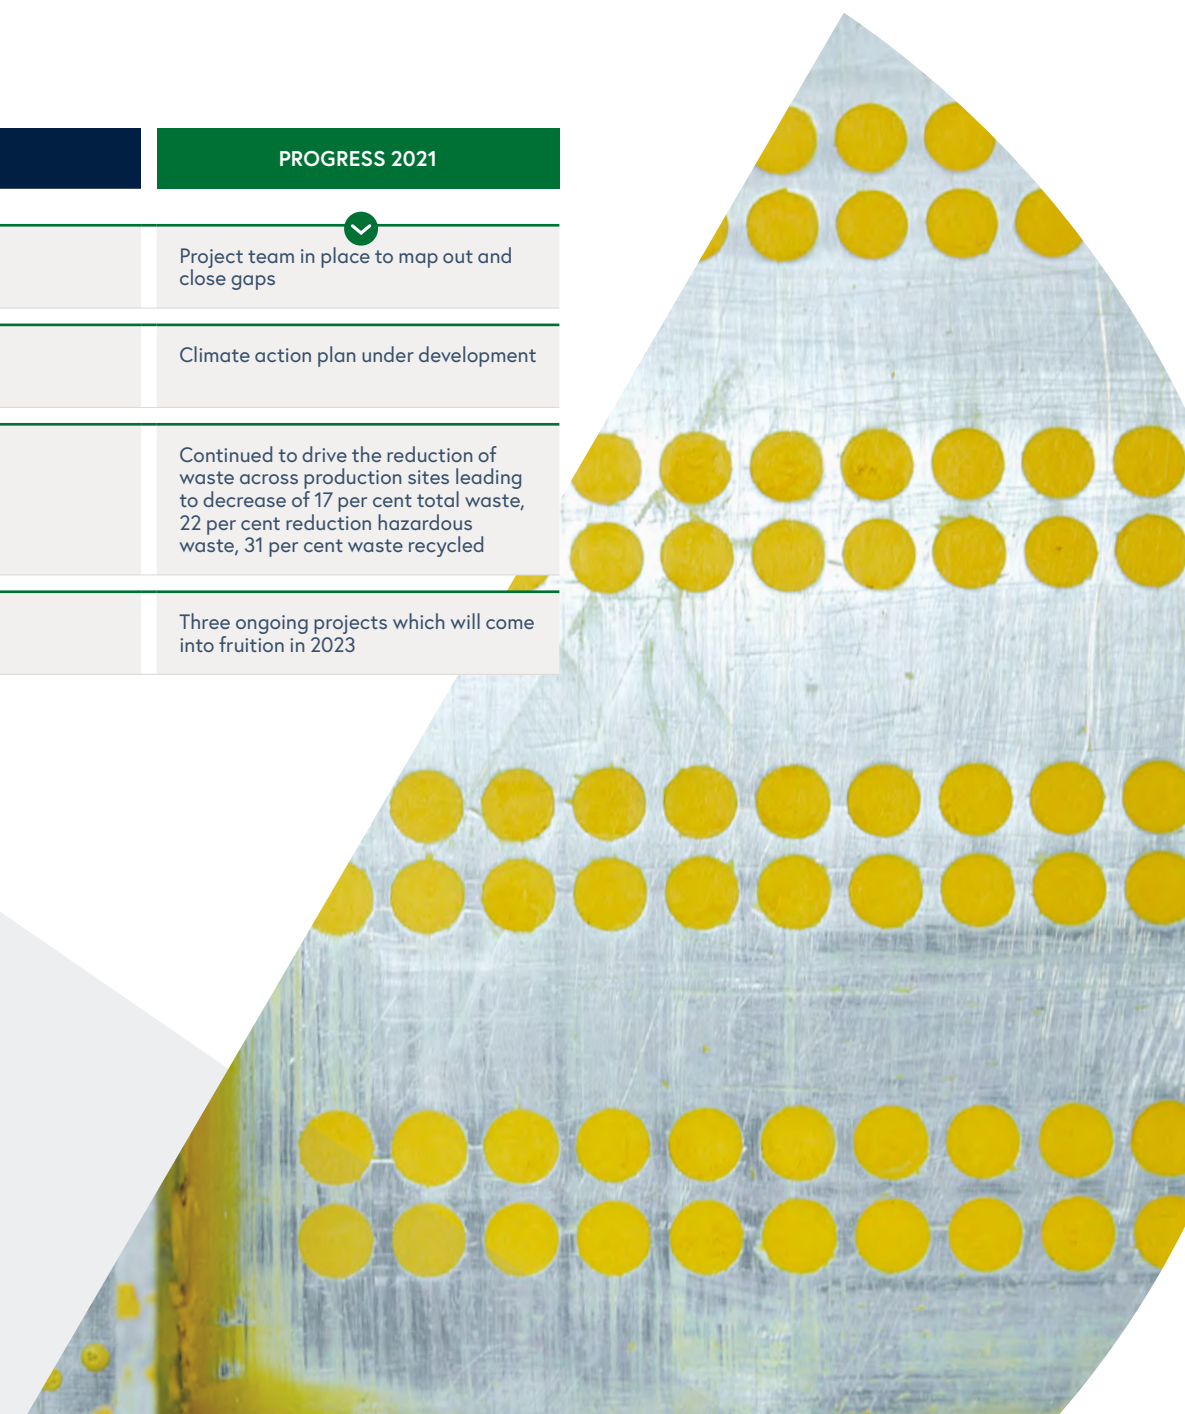 PROGRESS 2021
Project team in place to map out and
close gaps
Climate action plan under development
Continued to drive the reduction of
waste across production sites leading
to decrease of 17 per cent total waste,
22 per cent reduction hazardous
waste, 31 per cent waste recycled
Three ongoing projects which will come
into fruition in 2023